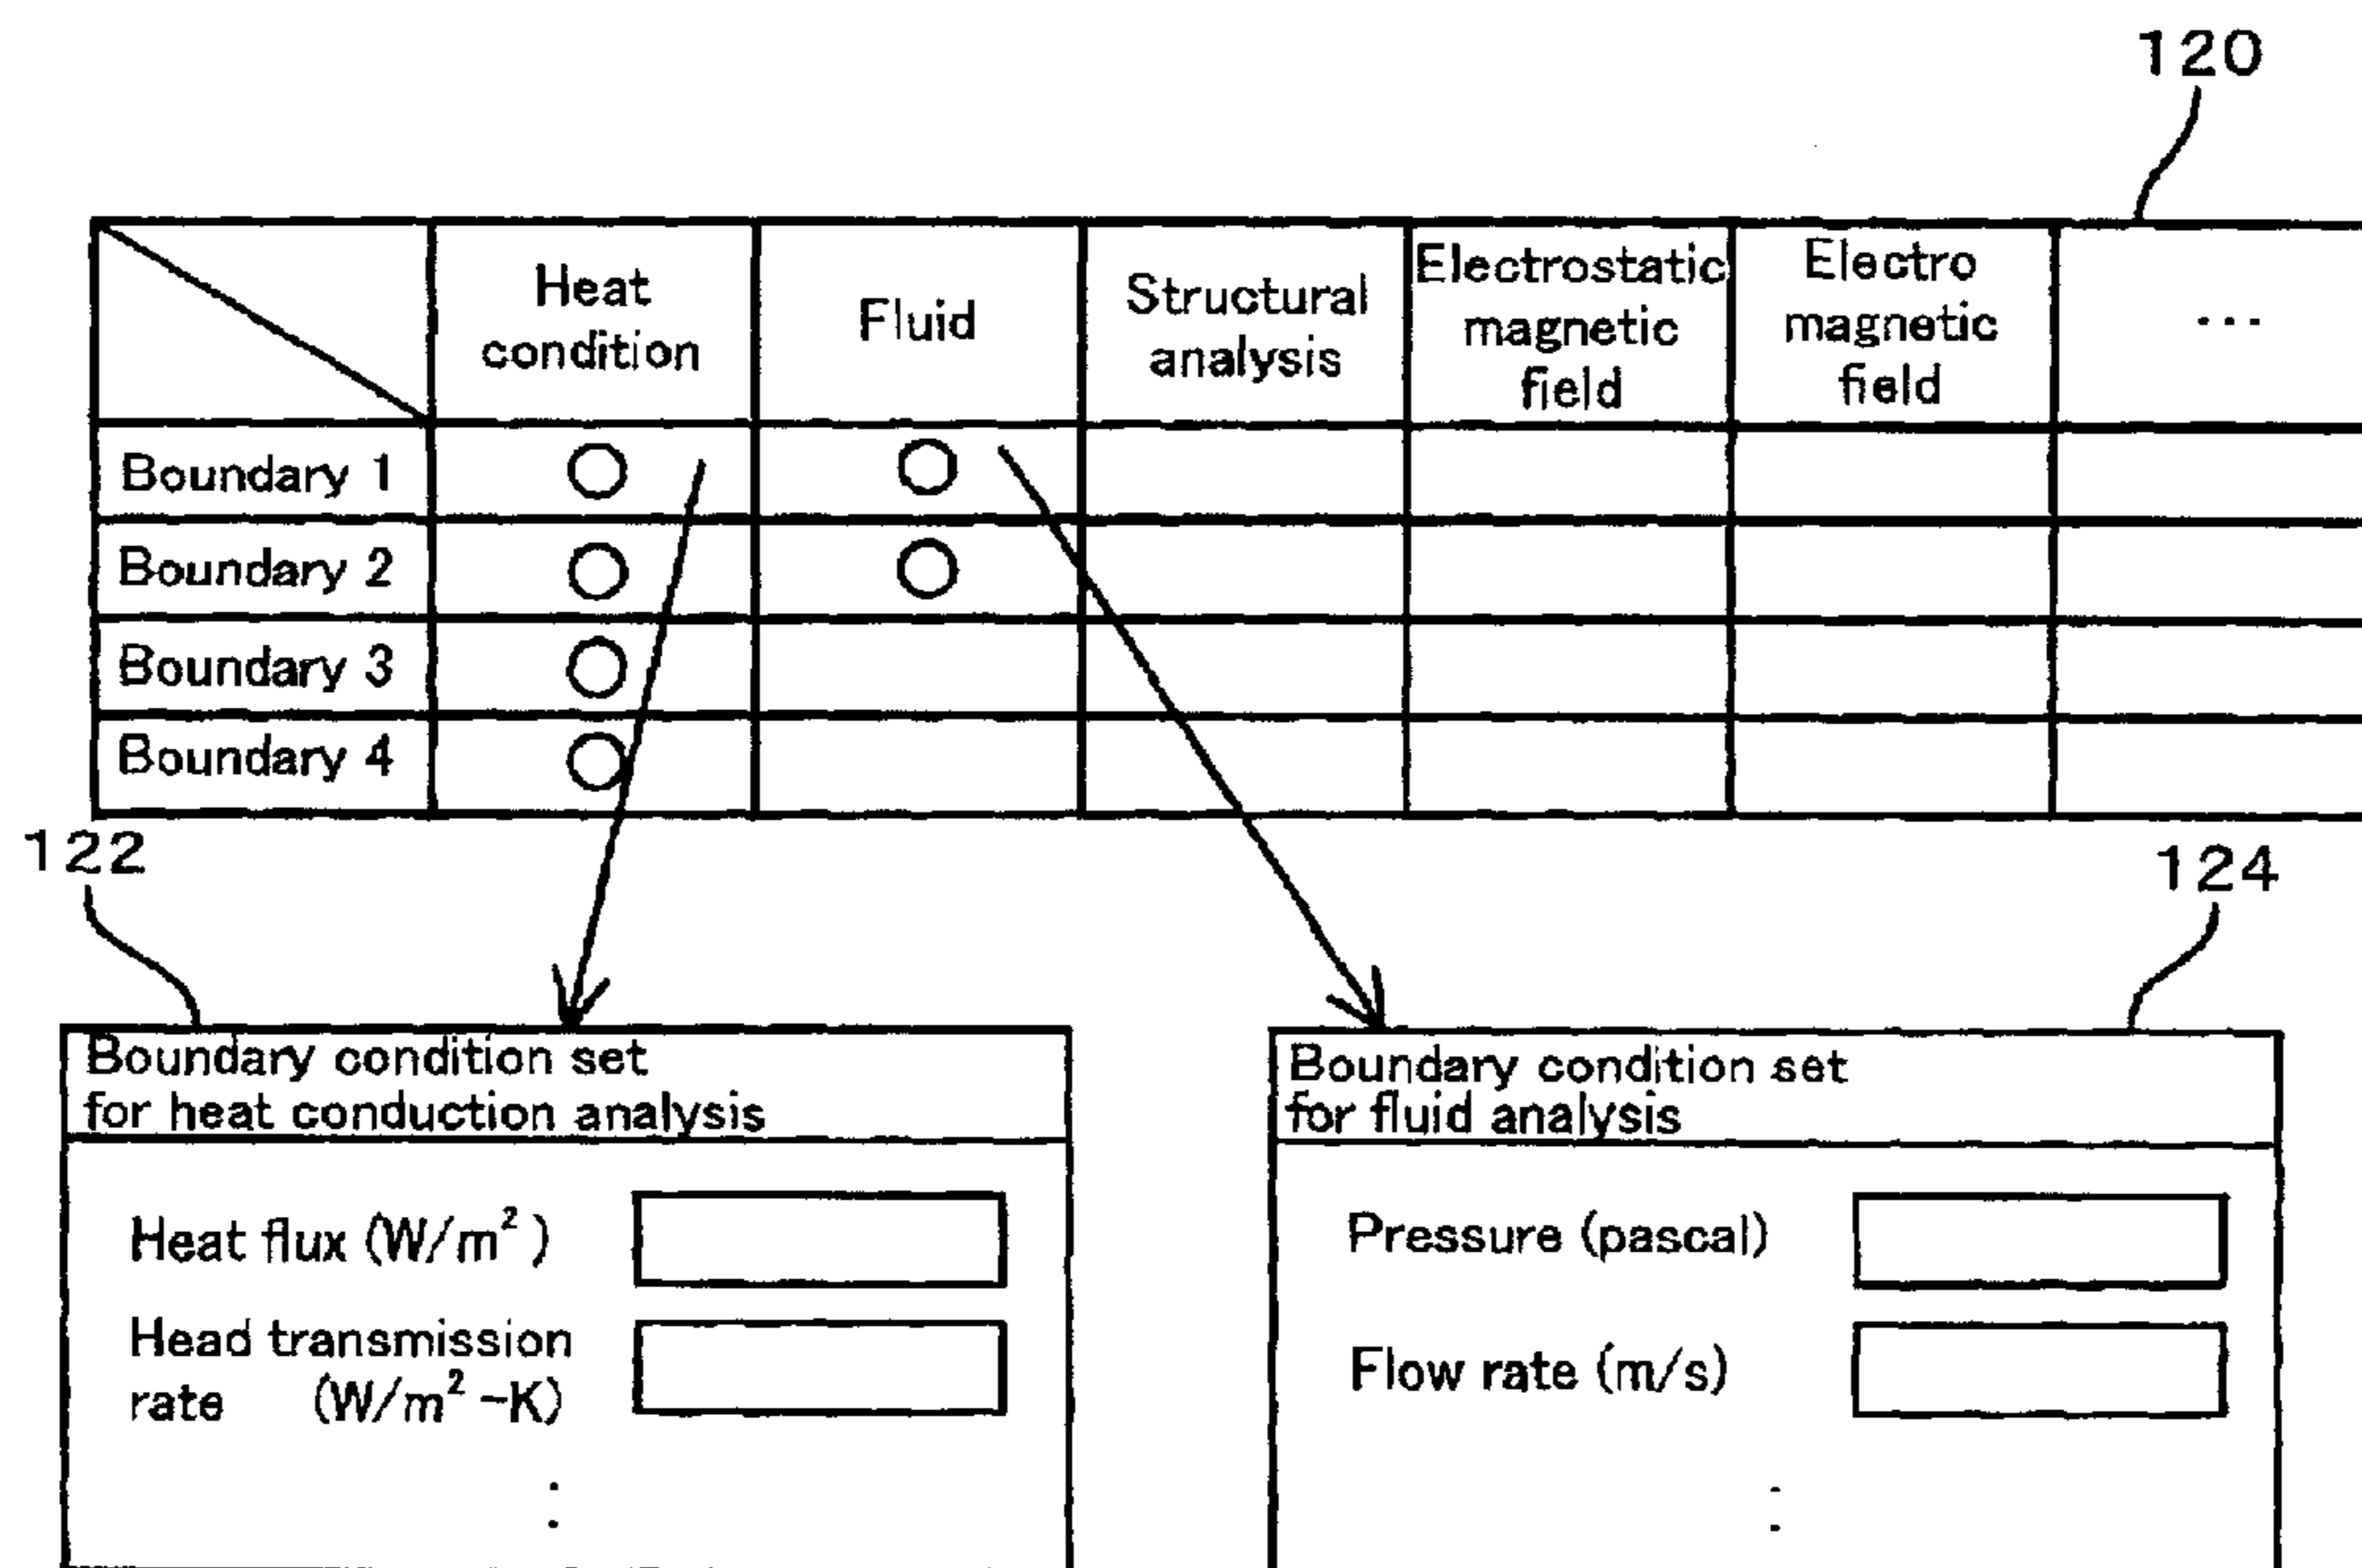 120
Heat
condition
Fluid
Structural
analysis
Electrostatic
magnetic
field
Electro
magnetic
field
...
Boundary 1
Boundary 2
Boundary 3
Boundary 4
122
124
Boundary condition set
for heat conduction analysis
Heat flux (W/m²)
Head transmission
rate (W/m² -K)
:
Boundary condition set
for fluid analysis
Pressure (pascal)
Flow rate (m/s)
: